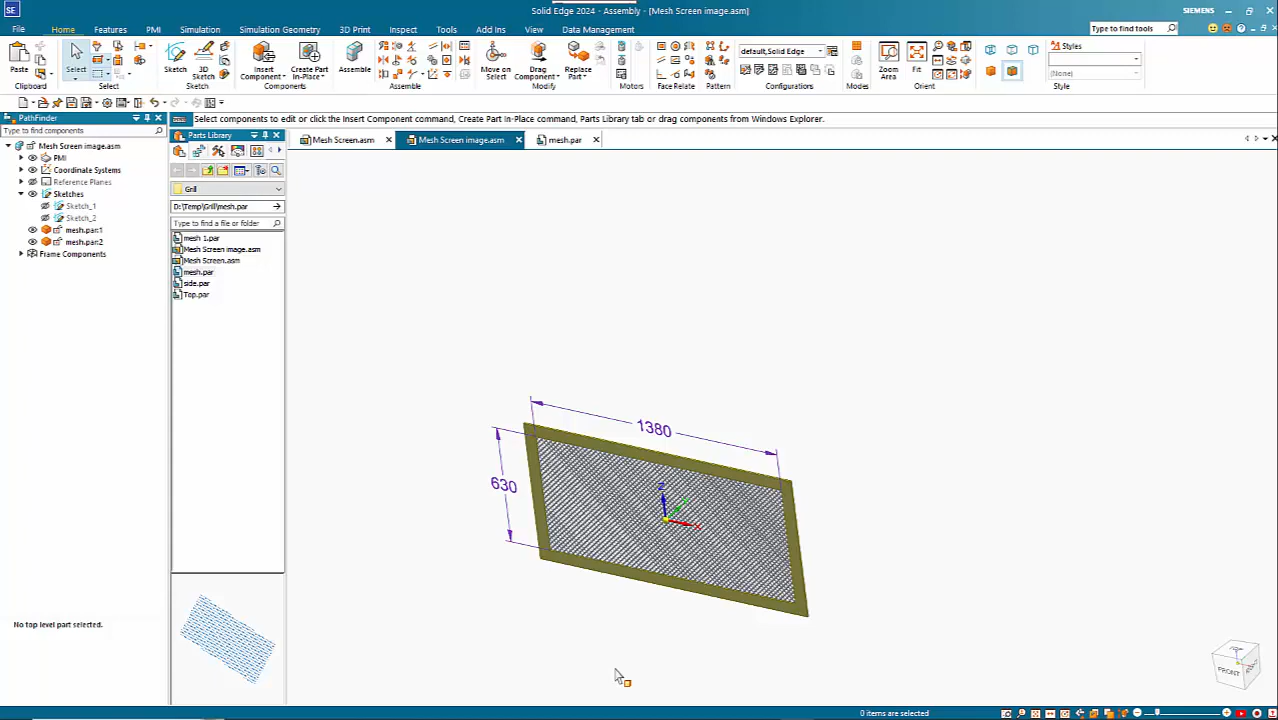 SE
Solid Edge 2024 - Assembly - [Mesh Screen image.asm]
SIEMENS
File Home Features PMI Simulation Simulation Geometry 3D Print Inspect Tools Add Ins View Data Management
Type to find tools
Paste
Clipboard
Select
Select
Sketch
3D Sketch
Sketch
Insert Component
Create Part In-Place
Components
Assemble
Assemble
Move on Select
Drag Component
Replace Part
Modify
Motors
Face Relate
Pattern
default,Solid Edge
Configurations
Modes
Zoom Area
Fit
Orient
Styles
(None)
Style
PathFinder
Type to find components
Mesh Screen image.asm
PMI
Coordinate Systems
Reference Planes
Sketches
Sketch_1
Sketch_2
mesh.par:1
mesh.par:2
Frame Components
No top level part selected.
Select components to edit or click the Insert Component command, Create Part In-Place command, Parts Library tab or drag components from Windows Explorer.
Parts Library
Grill
D:\Temp\Grill\mesh.par
Type to find a file or folder
mesh 1.par
Mesh Screen image.asm
Mesh Screen.asm
mesh.par
side.par
Top.par
Mesh Screen.asm
Mesh Screen image.asm
mesh.par
1380
630
Z
X
FRONT
0 items are selected